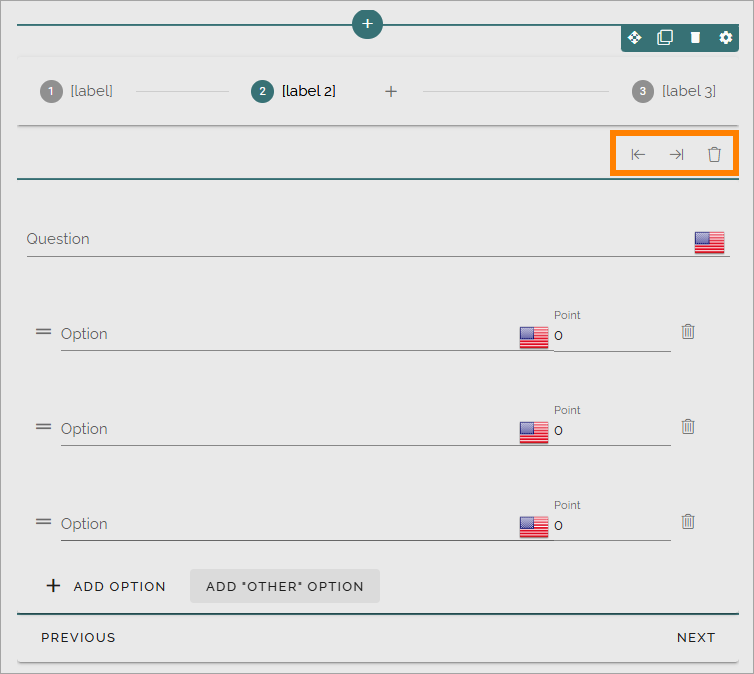 1 [label] 2 [label 2] + 3 [label 3]
Question
Point
Option 0
Point
Option 0
Point
Option 0
+ ADD OPTION ADD "OTHER" OPTION
PREVIOUS NEXT